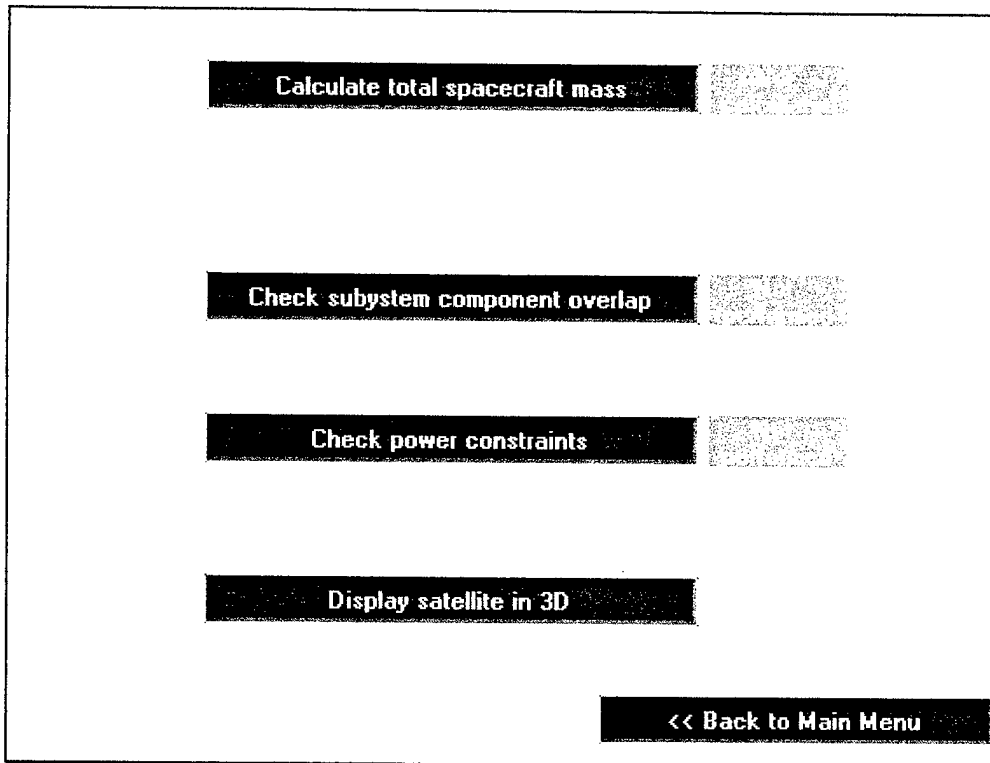 Calculate total spacecraft mass
Check subystem component overlap
Check power constraints
Display satellite in 3D
<< Back to Main Menu